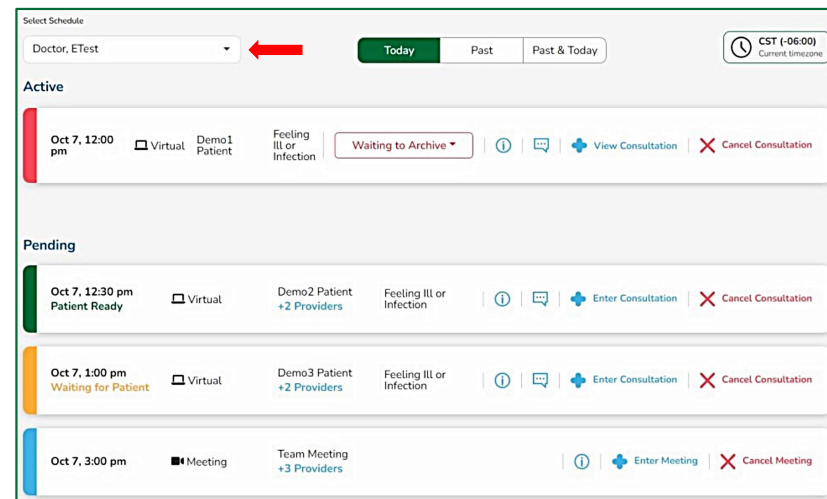 Select Schedule
Doctor, ETest
Today
Past
Past & Today
CST (-06:00)
Current timezone
Active
Oct 7, 12:00
pm
Virtual
Demo1
Patient
Feeling
Ill or
Infection
Waiting to Archive
View Consultation
Cancel Consultation
Pending
Oct 7, 12:30 pm
Patient Ready
Virtual
Demo2 Patient
+2 Providers
Feeling Ill or
Infection
Enter Consultation
Cancel Consultation
Oct 7, 1:00 pm
Waiting for Patient
Virtual
Demo3 Patient
+2 Providers
Feeling Ill or
Infection
Enter Consultation
Cancel Consultation
Oct 7, 3:00 pm
Meeting
Team Meeting
+3 Providers
Enter Meeting
Cancel Meeting